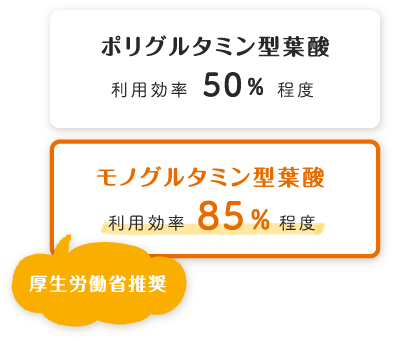 ポリグルタミン型葉酸
利用効率 50% 程度
モノグルタミン型葉酸
利用効率 85% 程度
厚生労働省推奨